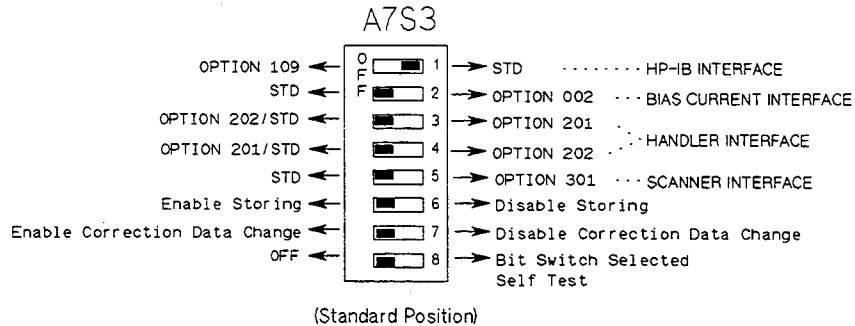 A7S3
OFF
OPTION 109 1 STD HP-IB INTERFACE
STD 2 OPTION 002 BIAS CURRENT INTERFACE
OPTION 202/STD 3 OPTION 201
HANDLER INTERFACE
OPTION 201/STD 4 OPTION 202
STD 5 OPTION 301 SCANNER INTERFACE
Enable Storing 6 Disable Storing
Enable Correction Data Change 7 Disable Correction Data Change
OFF 8 Bit Switch Selected
Self Test
(Standard Position)